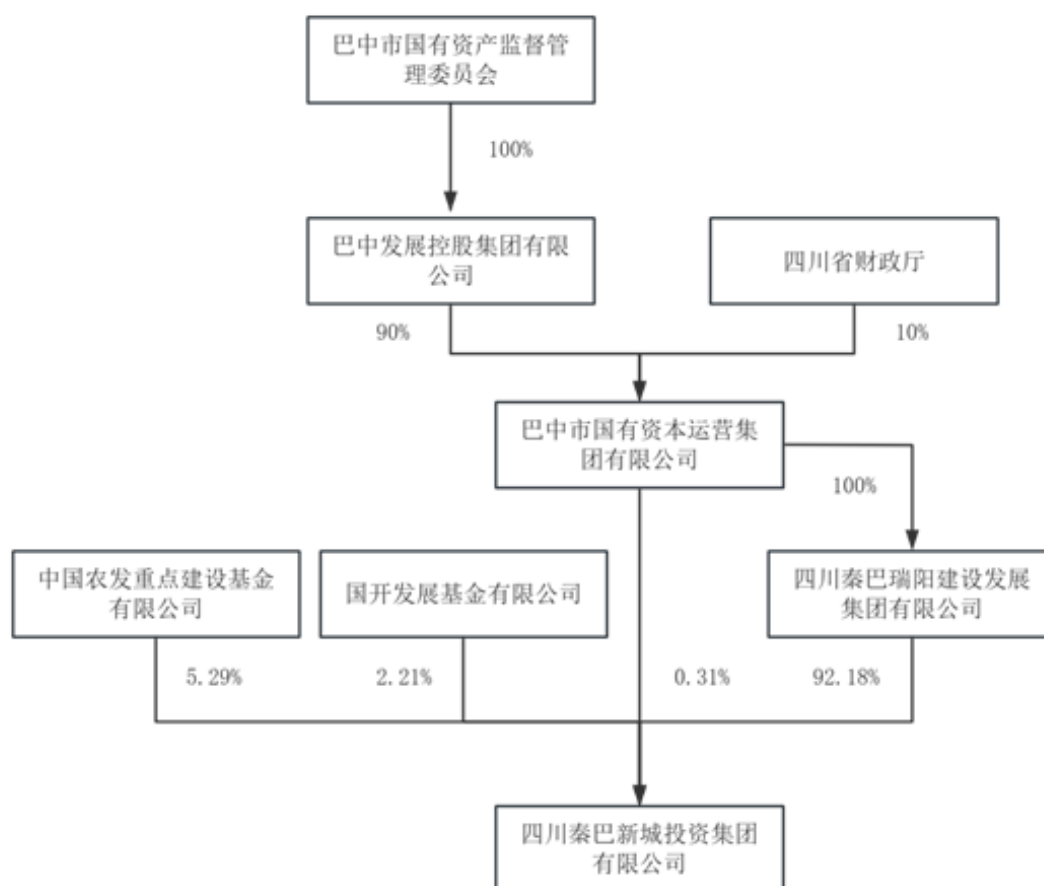 巴中市国有资产监督管
理委员会
100%
巴中发展控股集团有限
公司
四川省财政厅
90%
10%
巴中市国有资本运营集
团有限公司
100%
中国农发重点建设基金
有限公司
国开发展基金有限公司
四川秦巴瑞阳建设发展
集团有限公司
5.29%
2.21%
0.31%
92.18%
四川秦巴新城投资集团
有限公司